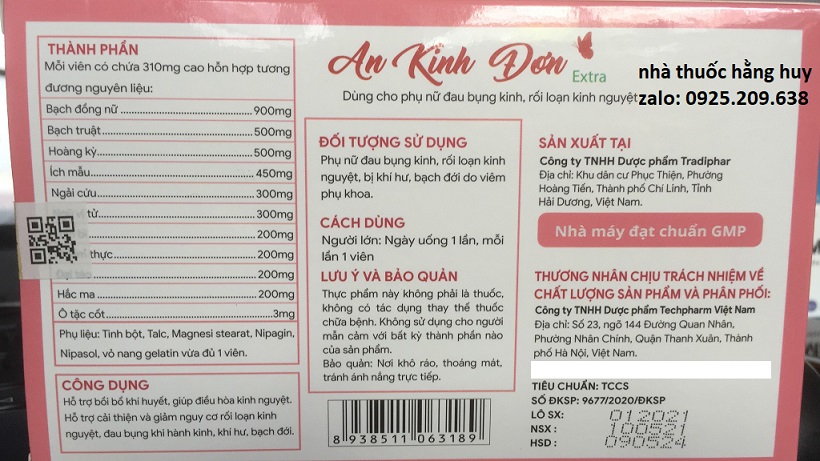 THÀNH PHẦN
Mỗi viên có chứa 310mg cao hỗn hợp tương
đương nguyên liệu:
Bạch đồng nữ ... 900mg
Bạch truật ... 500mg
Hoàng kỳ ... 500mg
Ích mẫu ... 450mg
Ngải cứu ... 300mg
tử ... 300mg
200mg
thực ... 200mg
200mg
Hắc ma ... 200mg
Ô tặc cốt ... 3mg
Phụ liệu: Tinh bột, Talc, Magnesi stearat, Nipagin,
Nipasol, vỏ nang gelatin vừa đủ 1 viên.
CÔNG DỤNG
Hỗ trợ bồi bổ khí huyết, giúp điều hòa kinh nguyệt.
Hỗ trợ cải thiện và giảm nguy cơ rối loạn kinh
nguyệt, đau bụng khi hành kinh, khí hư, bạch đới.
An Kinh Đơn
Extra
Dùng cho phụ nữ đau bụng kinh, rối loạn kinh nguyệt
nhà thuốc hằng huy
zalo: 0925.209.638
ĐỐI TƯỢNG SỬ DỤNG
Phụ nữ đau bụng kinh, rối loạn kinh
nguyệt, bị khí hư, bạch đới do viêm
phụ khoa.
CÁCH DÙNG
Người lớn: Ngày uống 1 lần, mỗi
lần 1 viên
LƯU Ý VÀ BẢO QUẢN
Thực phẩm này không phải là thuốc,
không có tác dụng thay thế thuốc
chữa bệnh. Không sử dụng cho người
mẫn cảm với bất kỳ thành phần nào
của sản phẩm.
Bảo quản: Nơi khô ráo, thoáng mát,
tránh ánh nắng trực tiếp.
8 938511 063189
SẢN XUẤT TẠI
Công ty TNHH Dược phẩm Tradiphar
Địa chỉ: Khu dân cư Phục Thiện, Phường
Hoàng Tiến, Thành phố Chí Linh, Tỉnh
Hải Dương, Việt Nam.
Nhà máy đạt chuẩn GMP
THƯƠNG NHÂN CHỊU TRÁCH NHIỆM VỀ
CHẤT LƯỢNG SẢN PHẨM VÀ PHÂN PHỐI:
Công ty TNHH Dược phẩm Techpharm Việt Nam
Địa chỉ: Số 23, ngõ 144 Đường Quan Nhân,
Phường Nhân Chính, Quận Thanh Xuân, Thành
phố Hà Nội, Việt Nam.
TIÊU CHUẨN: TCCS
SỐ ĐKSP: 9677/2020/ĐKSP
LÔ SX: 012021
NSX : 100521
HSD : 090524